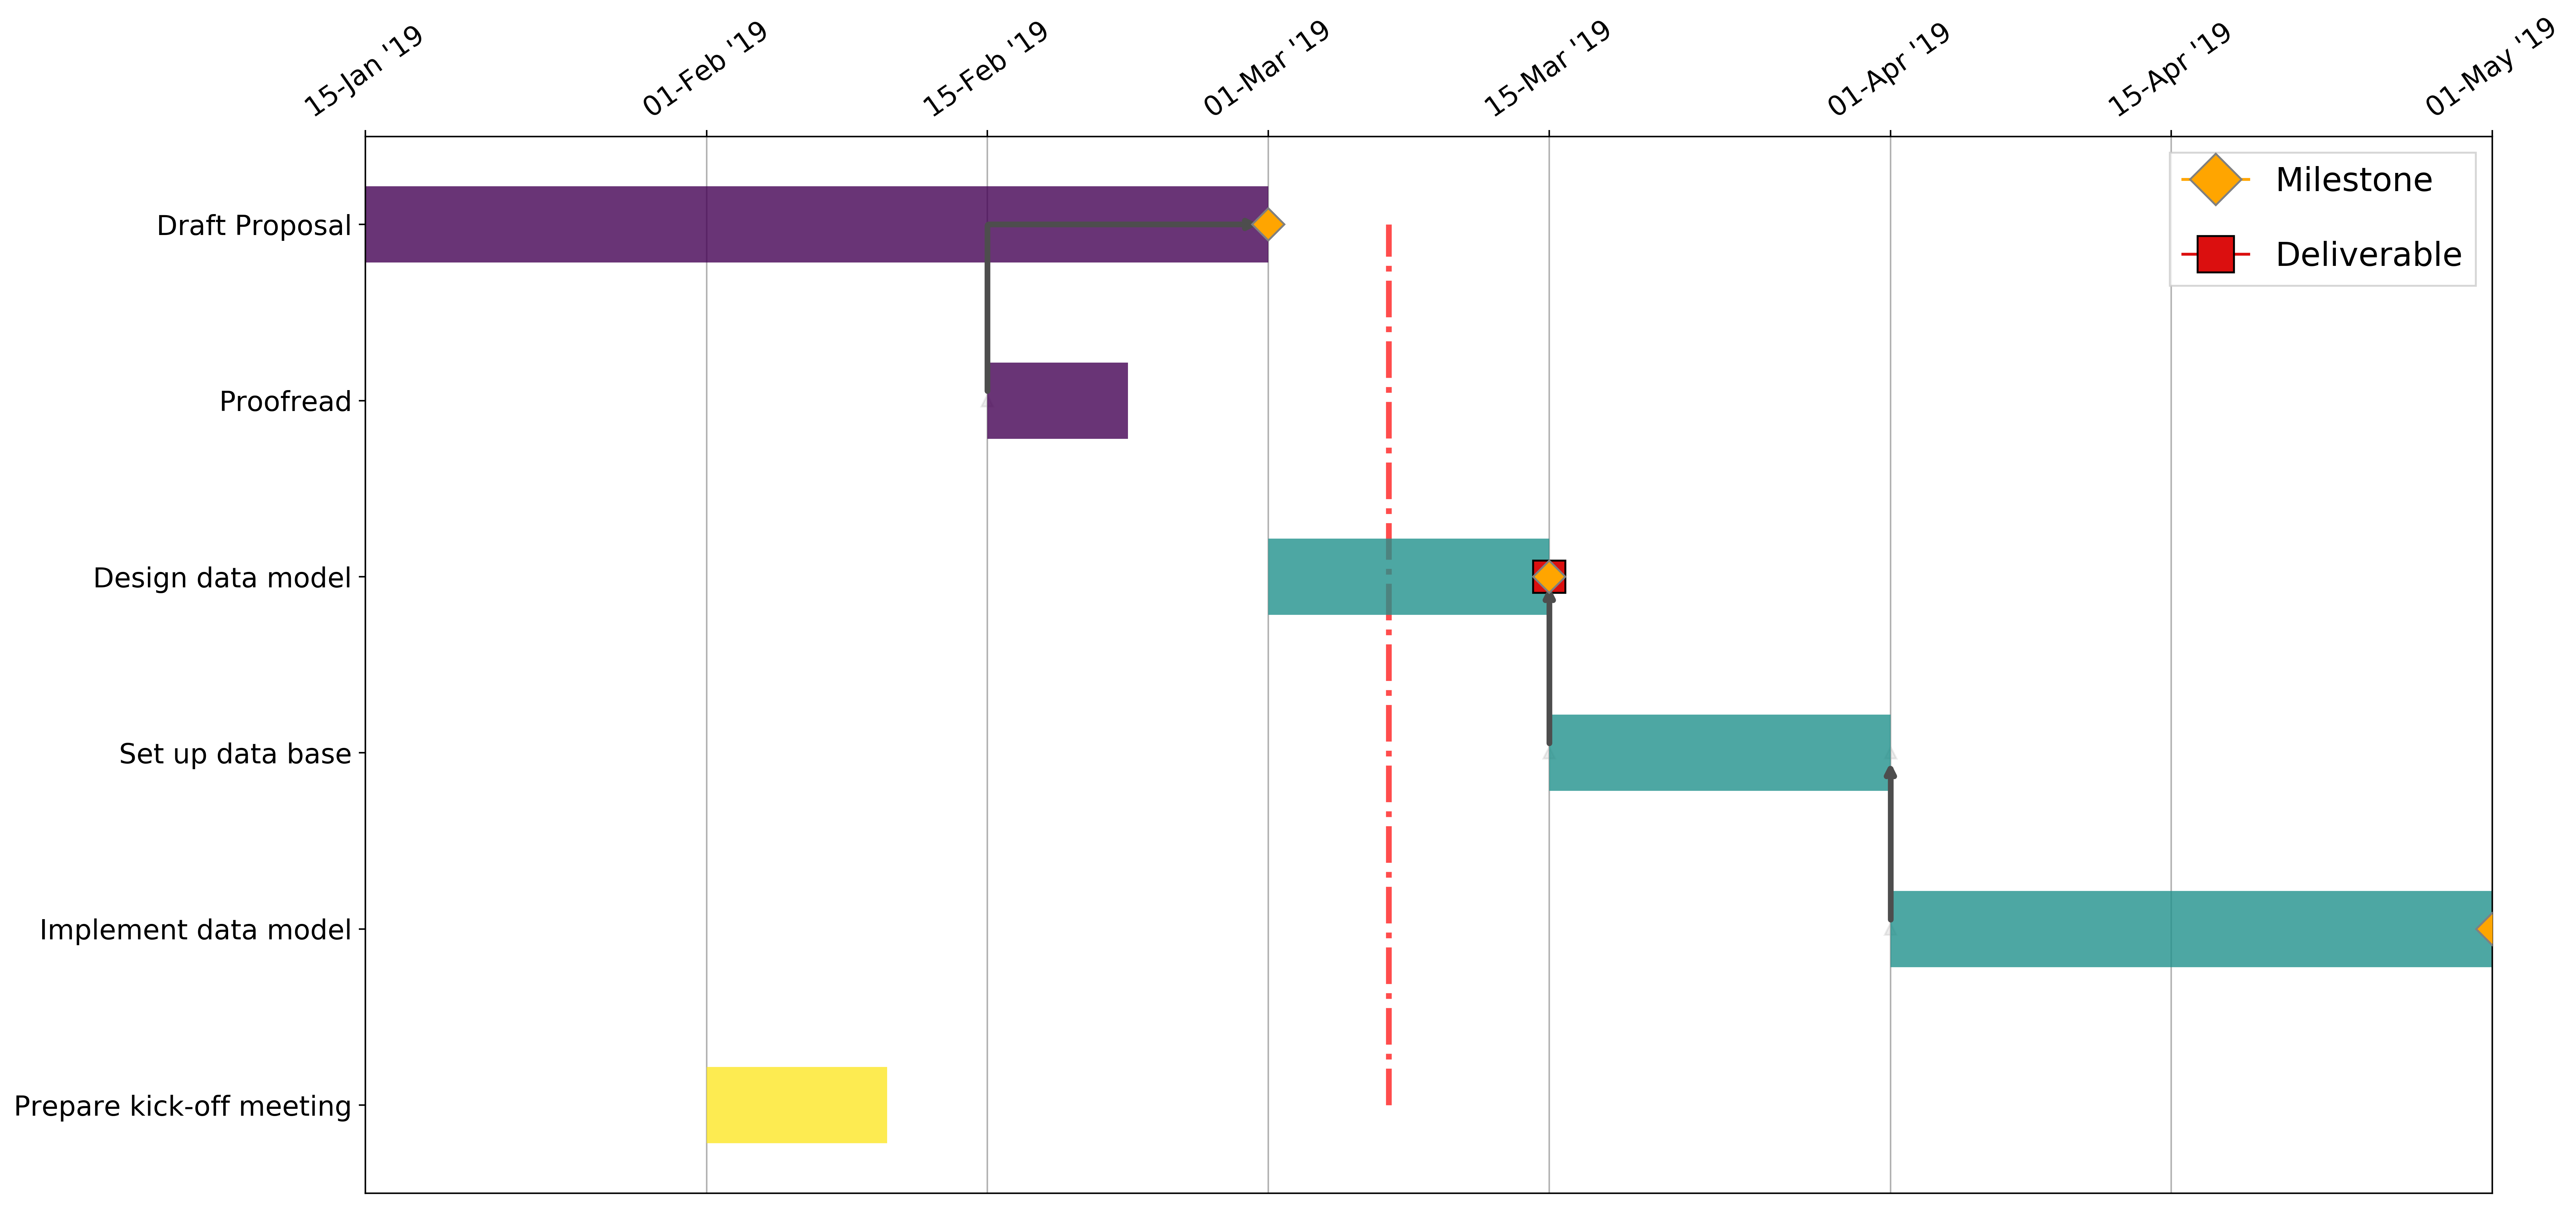 15-Jan '19
01-Feb '19
15-Feb '19
01-Mar '19
15-Mar '19
01-Apr '19
15-Apr '19
01-May '19
Milestone
Deliverable
Draft Proposal
Proofread
Design data model
Set up data base
Implement data model
Prepare kick-off meeting